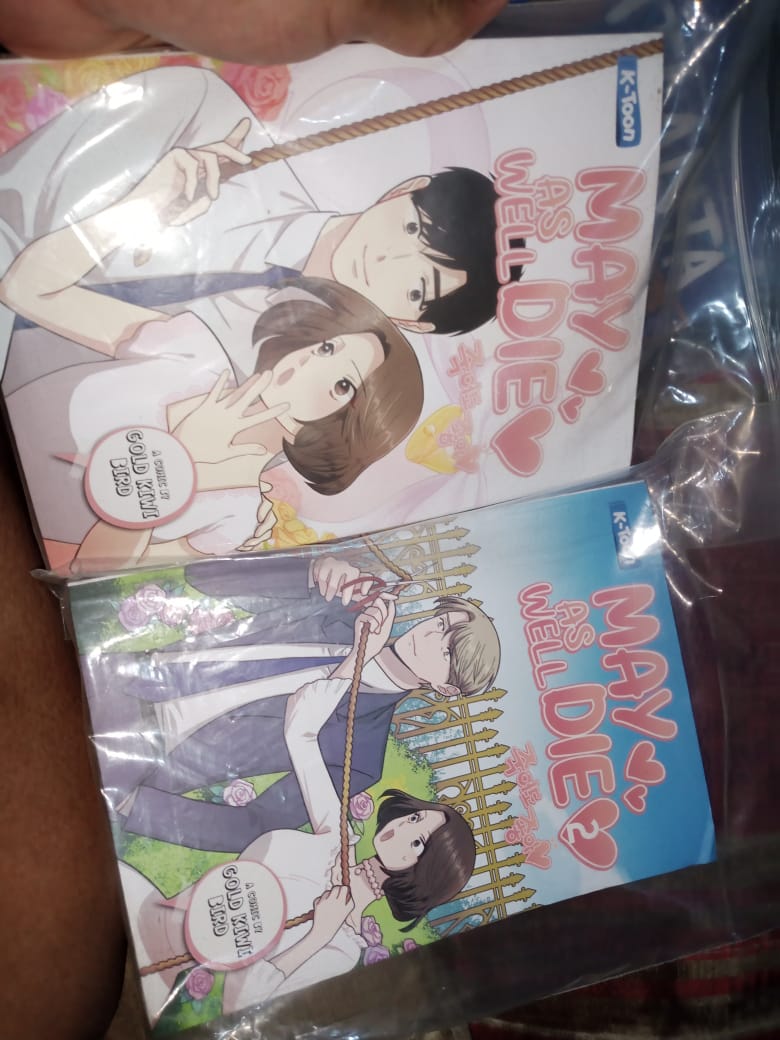 K-Toon
MAY
AS
WELL DIE
죽어도 좋아
A COMIC BY
GOLD KIWI
BIRD
K-Toon
MAY
AS
WELL DIE 2
죽어도 좋아
A COMIC BY
GOLD KIWI
BIRD